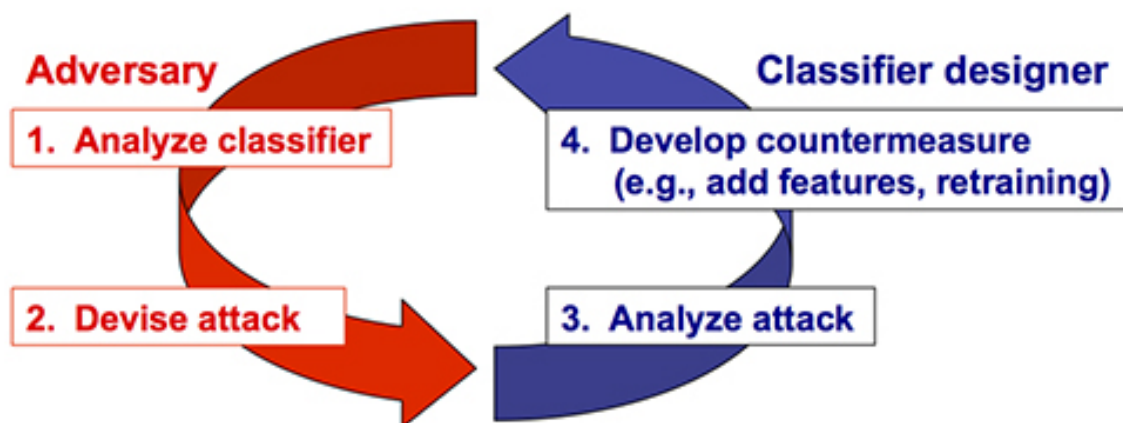 Adversary
1. Analyze classifier
2. Devise attack
Classifier designer
4. Develop countermeasure
(e.g., add features, retraining)
3. Analyze attack